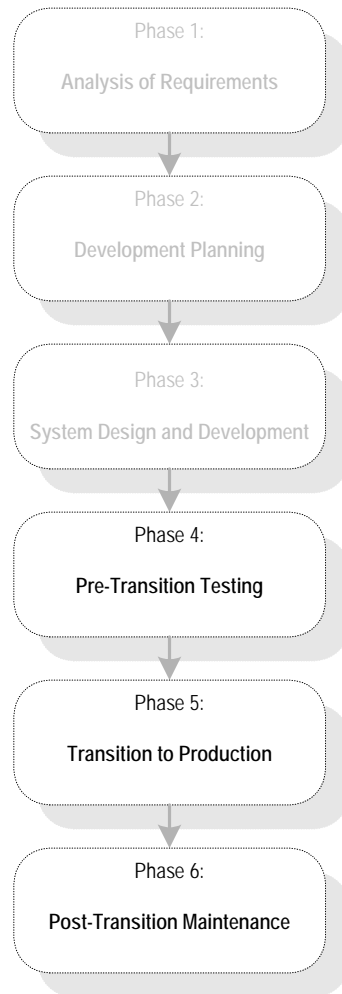 Phase 1:
Analysis of Requirements
Phase 2:
Development Planning
Phase 3:
System Design and Development
Phase 4:
Pre-Transition Testing
Phase 5:
Transition to Production
Phase 6:
Post-Transition Maintenance